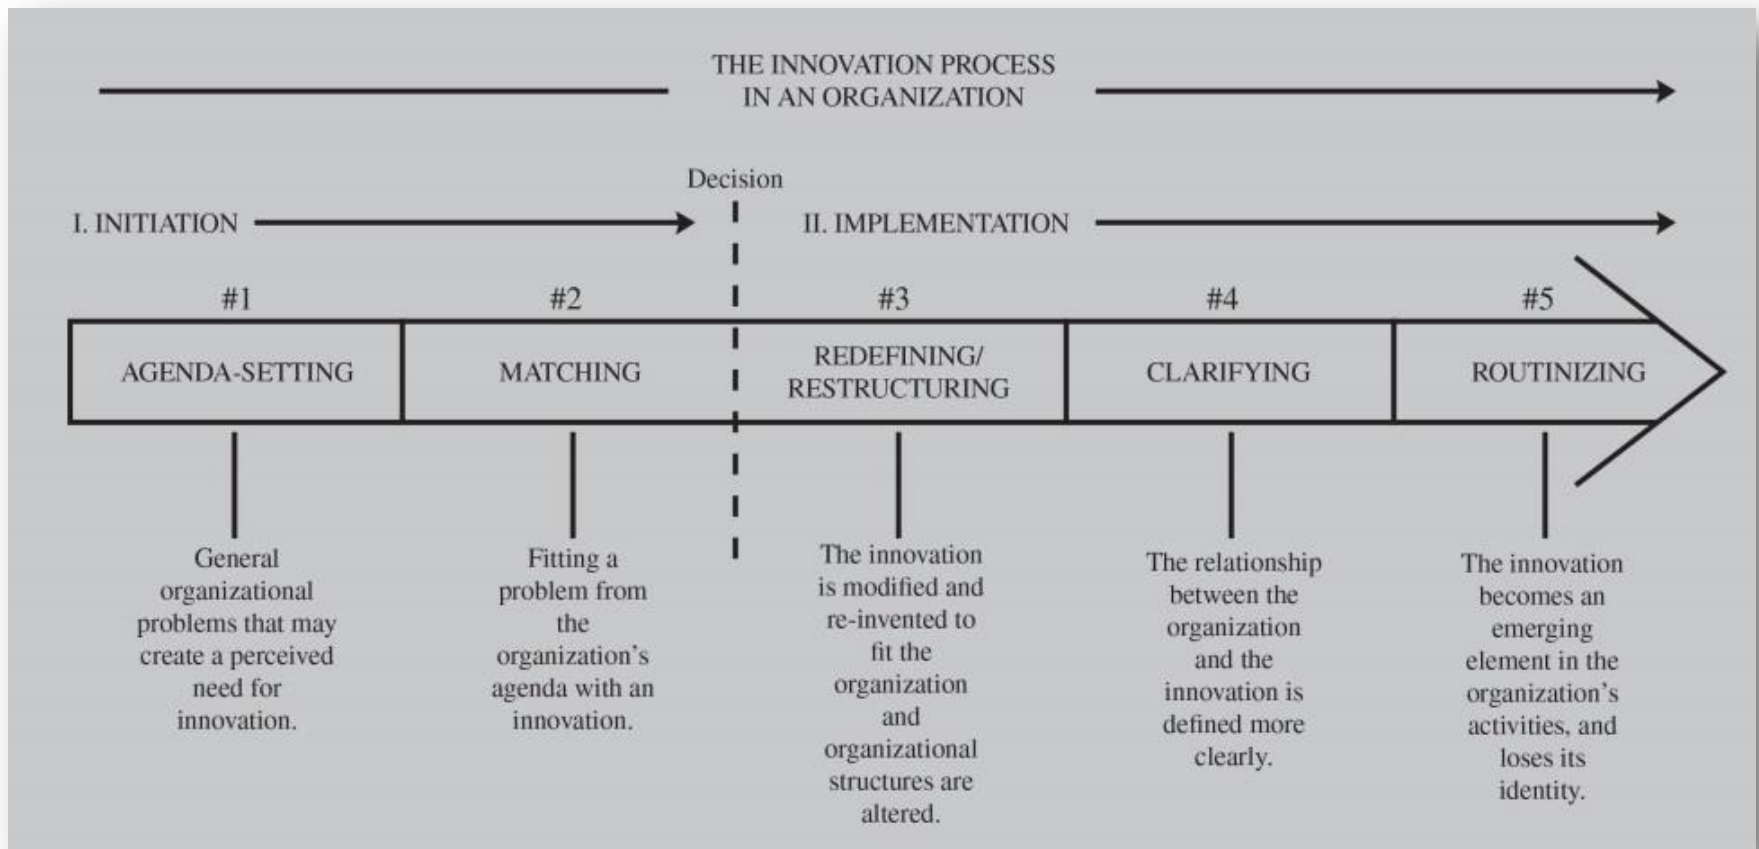 THE INNOVATION PROCESS
IN AN ORGANIZATION
Decision
I. INITIATION
II. IMPLEMENTATION
#1
#2
#3
#4
#5
AGENDA-SETTING
MATCHING
REDEFINING/
RESTRUCTURING
CLARIFYING
ROUTINIZING
General
organizational
problems that may
create a perceived
need for
innovation.
Fitting a
problem from
the
organization's
agenda with an
innovation.
The innovation
is modified and
re-invented to
fit the
organization
and
organizational
structures are
altered.
The relationship
between the
organization
and the
innovation is
defined more
clearly.
The innovation
becomes an
emerging
element in the
organization's
activities, and
loses its
identity.